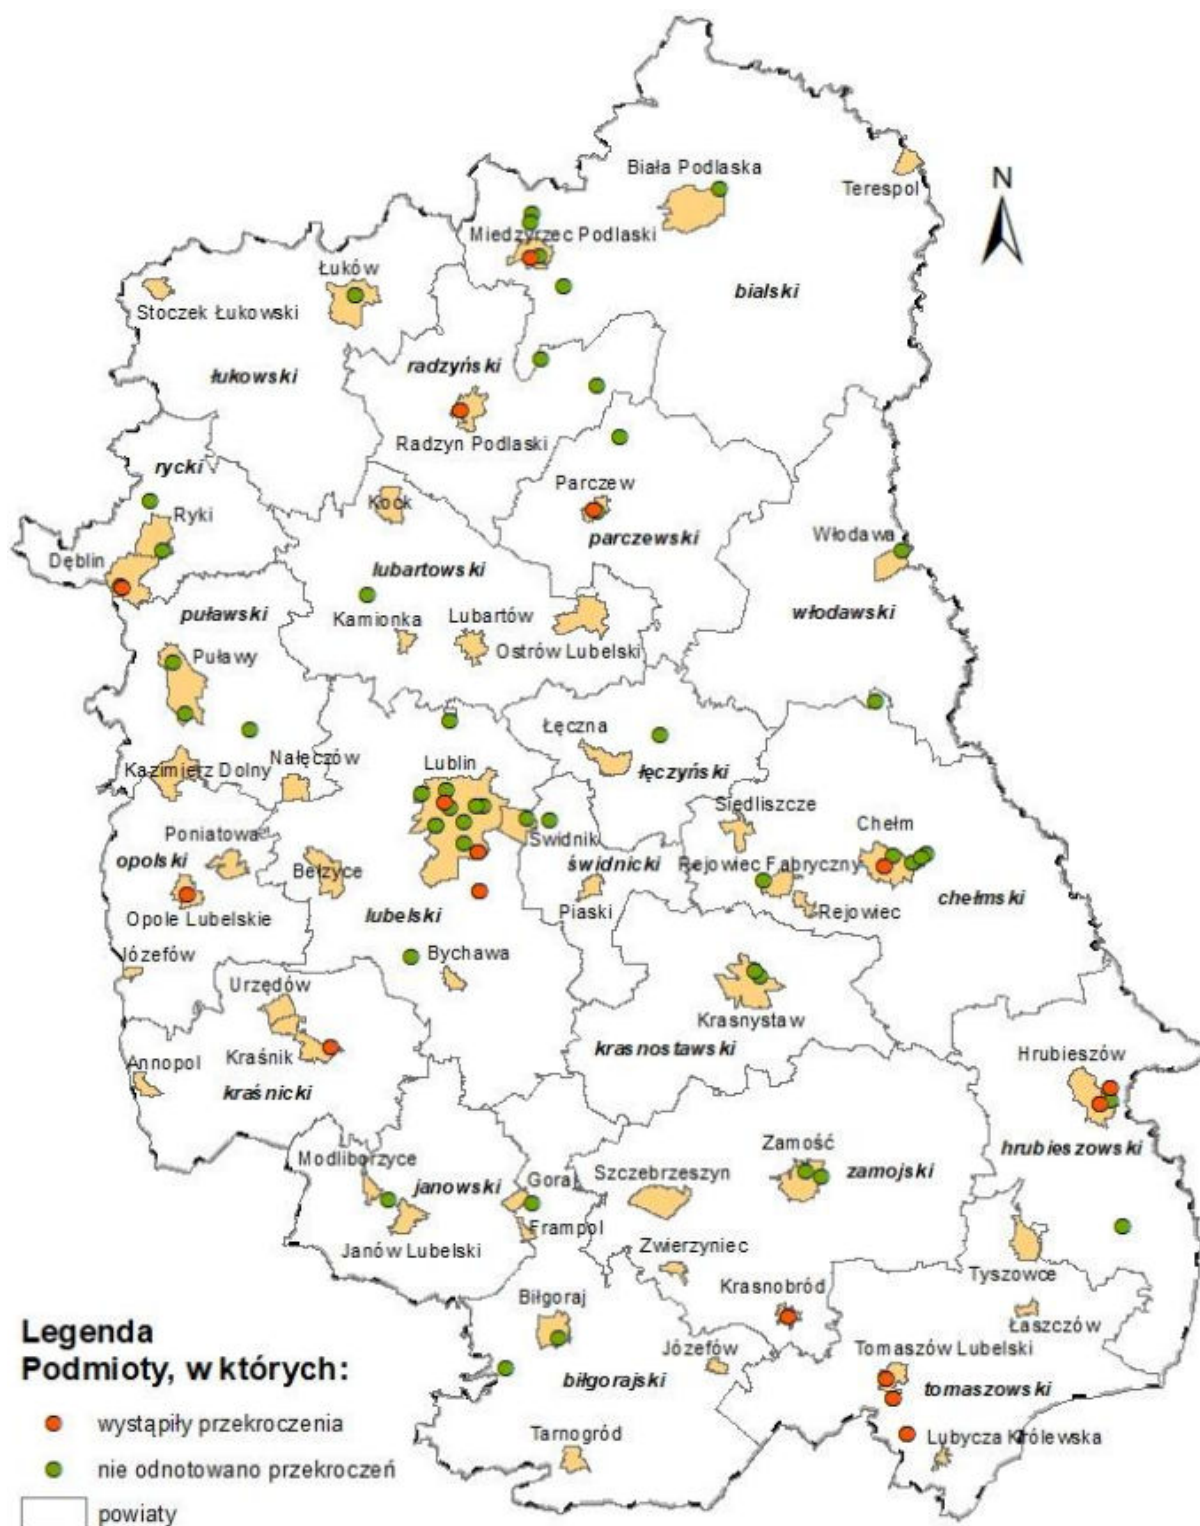 Biała Podlaska
Terespol
N
Miedzyrzec Podlaski
Łuków
Stoczek Łukowski
bialski
radzyński
łukowski
Radzyn Podlaski
rycki
Parczew
Kock
Ryki
parczewski
Włodawa
Dęblin
lubartowski
puławski
Kamionka
Lubartów
włodawski
Ostrów Lubelski
Puławy
Łęczna
Nałęczów
Lublin
Kazimierz Dolny
łęczyński
Siedliszcze
Chełm
Poniatowa
Świdnik
opolski
Bełżyce
świdnicki
Rejowiec Fabryczny
chełmski
Opole Lubelskie
lubelski
Piaski
Rejowiec
Józefów
Bychawa
Urzędów
Krasnystaw
krasnostawski
Kraśnik
Hrubieszów
Annopol
kraśnicki
Zamość
hrubieszowski
Modliborzyce
Szczebrzeszyn
zamojski
janowski
Goraj
Frampol
Janów Lubelski
Zwierzyniec
Tyszowce
Krasnobród
Biłgoraj
Łaszczów
Legenda
Podmioty, w których:
Józefów
Tomaszów Lubelski
biłgorajski
tomaszowski
wystąpiły przekroczenia
Tarnogród
Lubycza Królewska
nie odnotowano przekroczeń
powiaty